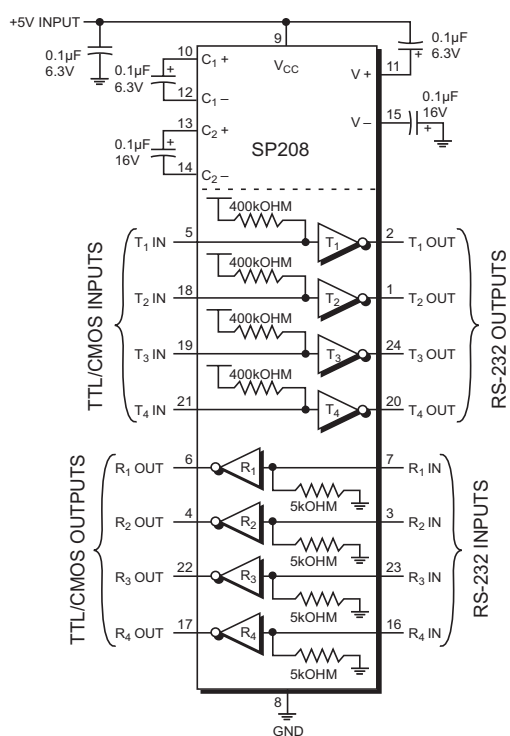 +5V INPUT
0.1µF
6.3V
10
C1 +
0.1µF
+
6.3V
12
C1 –
13
C2 +
0.1µF
+
16V
14
C2 –
9
VCC
SP208
+
0.1µF
6.3V
11
V +
15
V –
0.1µF
16V
+
TTL/CMOS INPUTS
RS-232 OUTPUTS
400kOHM
T1 IN
5
T1
2
T1 OUT
400kOHM
T2 IN
18
T2
1
T2 OUT
400kOHM
T3 IN
19
T3
24
T3 OUT
400kOHM
T4 IN
21
T4
20
T4 OUT
TTL/CMOS OUTPUTS
RS-232 INPUTS
R1 OUT
6
R1
7
R1 IN
5kOHM
R2 OUT
4
R2
3
R2 IN
5kOHM
R3 OUT
22
R3
23
R3 IN
5kOHM
R4 OUT
17
R4
16
R4 IN
5kOHM
8
GND